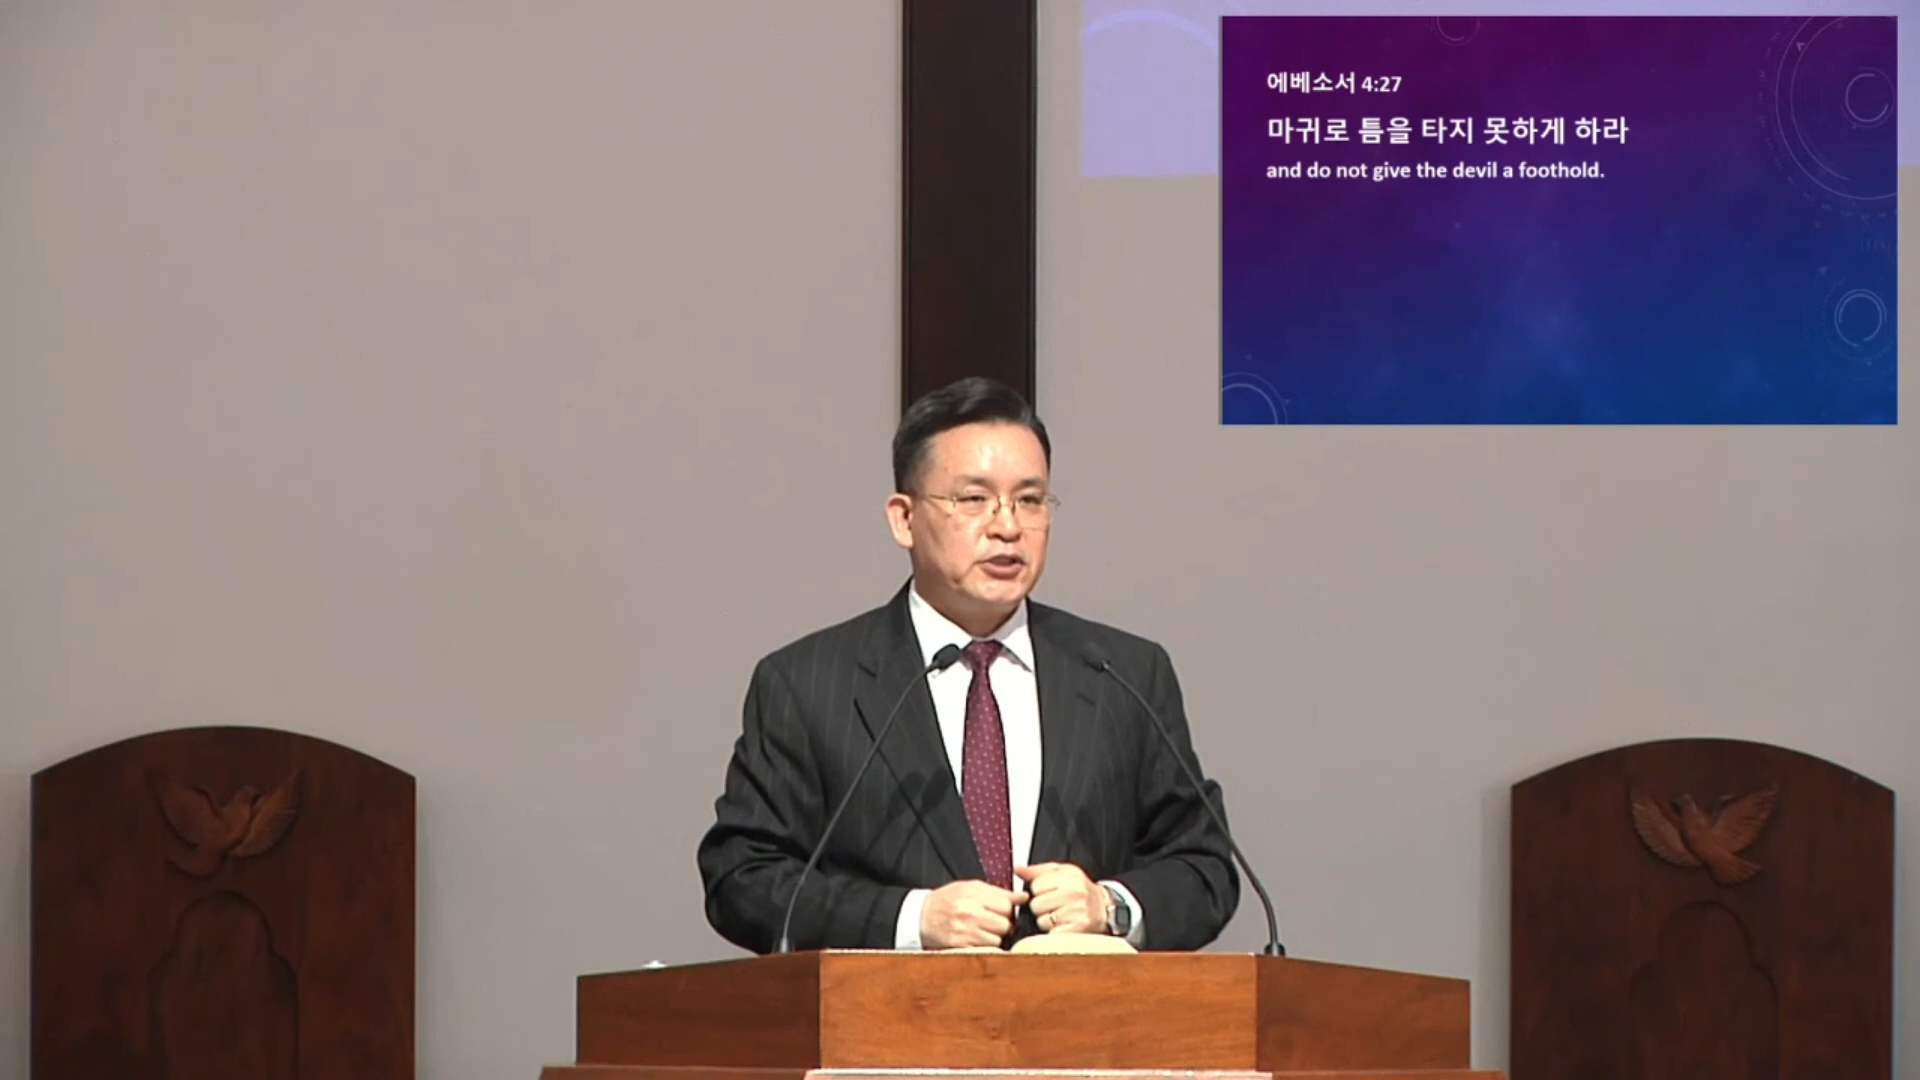 에베소서 4:27
마귀로 틈을 타지 못하게 하라
and do not give the devil a foothold.